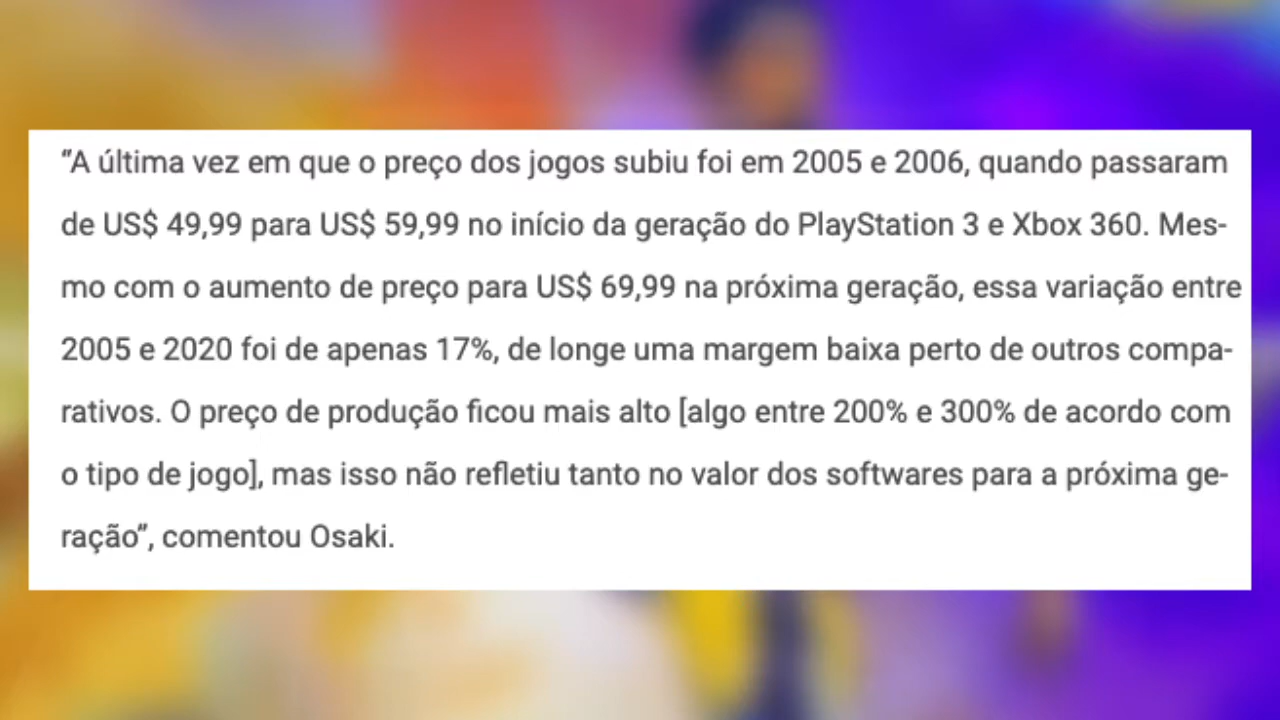 “A última vez em que o preço dos jogos subiu foi em 2005 e 2006, quando passaram
de US$ 49,99 para US$ 59,99 no início da geração do PlayStation 3 e Xbox 360. Mes-
mo com o aumento de preço para US$ 69,99 na próxima geração, essa variação entre
2005 e 2020 foi de apenas 17%, de longe uma margem baixa perto de outros compa-
rativos. O preço de produção ficou mais alto [algo entre 200% e 300% de acordo com
o tipo de jogo], mas isso não refletiu tanto no valor dos softwares para a próxima ge-
ração”, comentou Osaki.